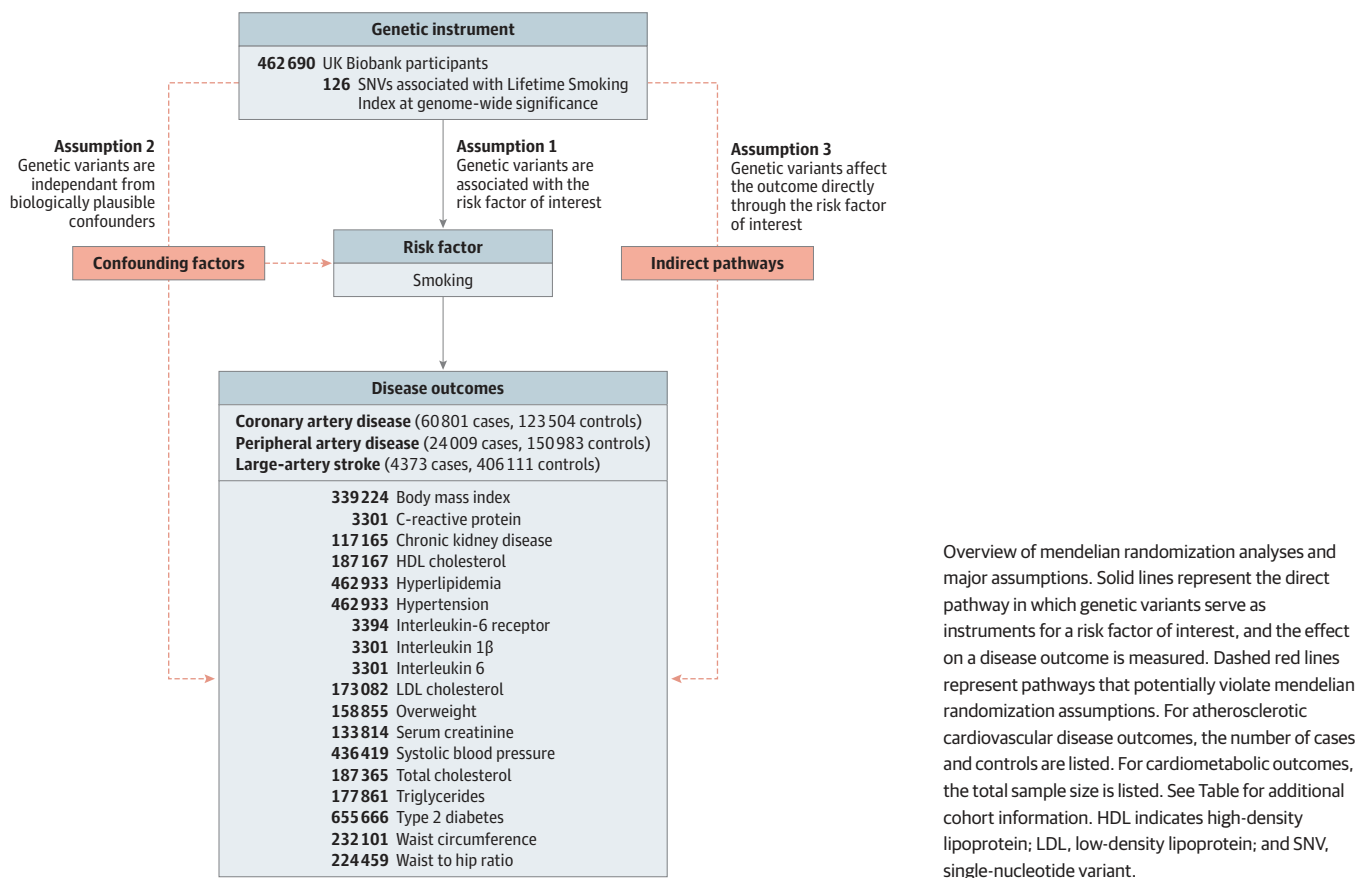 Genetic instrument
462 690 UK Biobank participants
126 SNVs associated with Lifetime Smoking
Index at genome-wide significance
Assumption 2
Genetic variants are
independant from
biologically plausible
confounders
Assumption 1
Genetic variants are
associated with the
risk factor of interest
Assumption 3
Genetic variants affect
the outcome directly
through the risk factor
of interest
Confounding factors
Risk factor
Smoking
Indirect pathways
Disease outcomes
Coronary artery disease (60 801 cases, 123 504 controls)
Peripheral artery disease (24 009 cases, 150 983 controls)
Large-artery stroke (4373 cases, 406 111 controls)
339 224 Body mass index
3301 C-reactive protein
117 165 Chronic kidney disease
187 167 HDL cholesterol
462 933 Hyperlipidemia
462 933 Hypertension
3394 Interleukin-6 receptor
3301 Interleukin 1β
3301 Interleukin 6
173 082 LDL cholesterol
158 855 Overweight
133 814 Serum creatinine
436 419 Systolic blood pressure
187 365 Total cholesterol
177 861 Triglycerides
655 666 Type 2 diabetes
232 101 Waist circumference
224 459 Waist to hip ratio
Overview of mendelian randomization analyses and
major assumptions. Solid lines represent the direct
pathway in which genetic variants serve as
instruments for a risk factor of interest, and the effect
on a disease outcome is measured. Dashed red lines
represent pathways that potentially violate mendelian
randomization assumptions. For atherosclerotic
cardiovascular disease outcomes, the number of cases
and controls are listed. For cardiometabolic outcomes,
the total sample size is listed. See Table for additional
cohort information. HDL indicates high-density
lipoprotein; LDL, low-density lipoprotein; and SNV,
single-nucleotide variant.